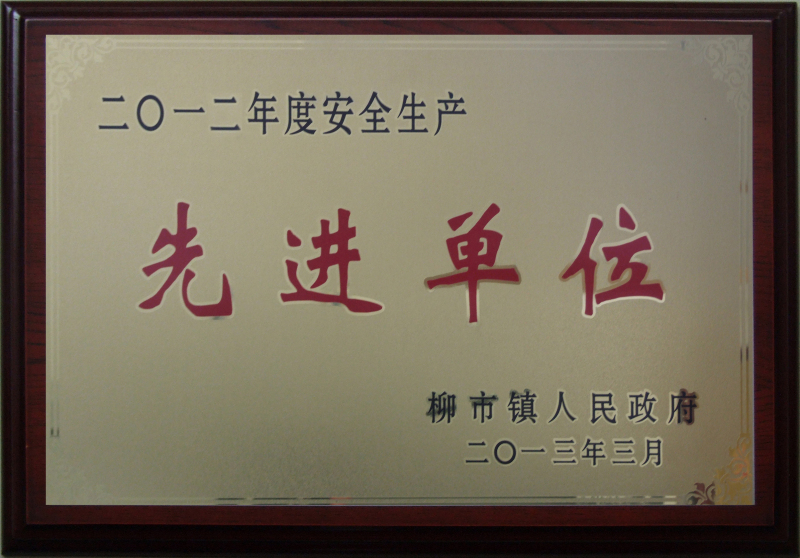 二〇一二年度安全生产
先进单位
柳市镇人民政府
二〇一三年三月